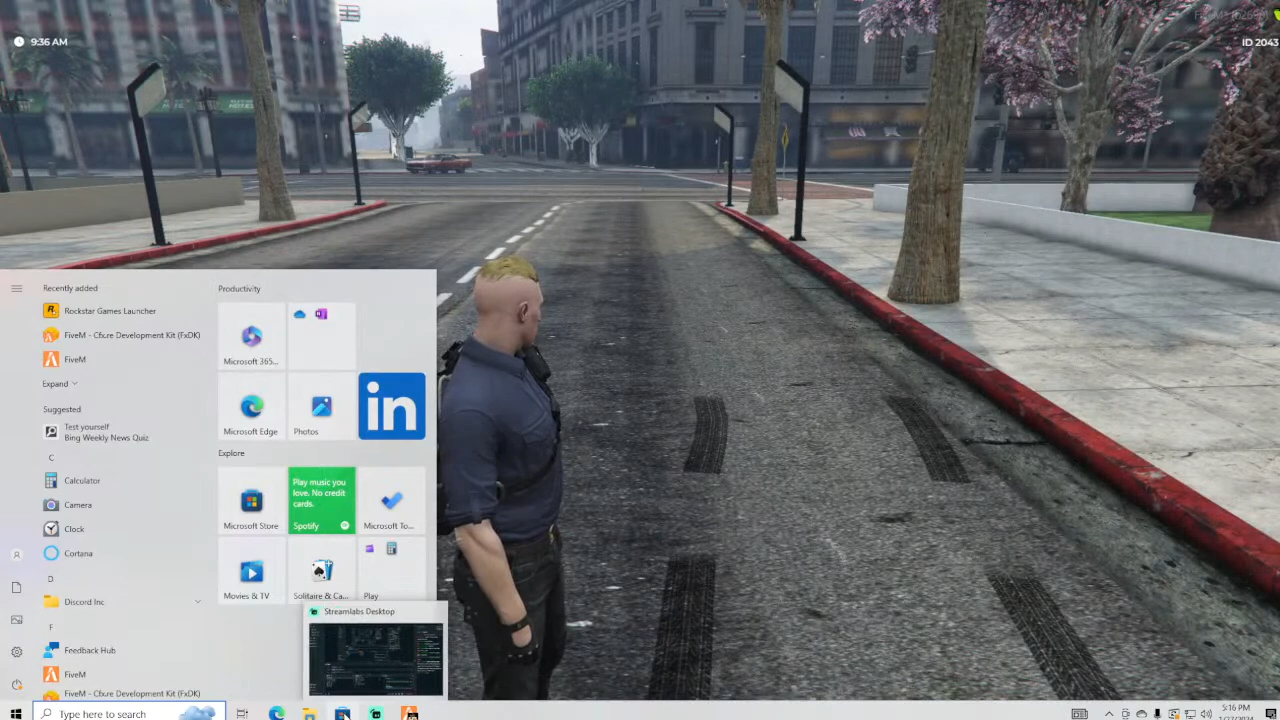 9:36 AM
ID 2043
Recently added
Productivity
Rockstar Games Launcher
FiveM - Cfx.re Development Kit (FxDK)
FiveM
Microsoft 365...
Expand
Suggested
Test yourself
Bing Weekly News Quiz
Microsoft Edge
Photos
in
C
Explore
Calculator
Camera
Clock
Cortana
Play music you
love. No credit
cards.
Microsoft Store
Spotify
Microsoft To...
D
Discord Inc
Movies & TV
Solitaire & Ca...
Play
Streamlabs Desktop
F
Feedback Hub
FiveM
FiveM - Cfx.re Development Kit (FxDK)
Type here to search
5:16 PM